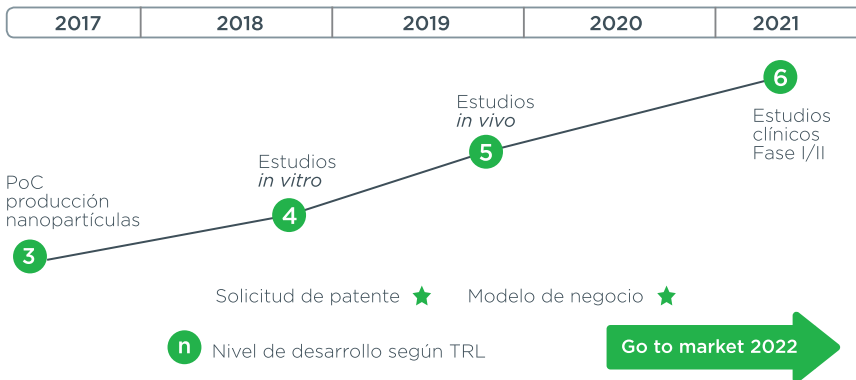 2017 2018 2019 2020 2021
6
Estudios
clínicos
Fase I/II
Estudios
in vivo
5
Estudios
in vitro
4
PoC
producción
nanopartículas
3
Solicitud de patente Modelo de negocio
n Nivel de desarrollo según TRL
Go to market 2022